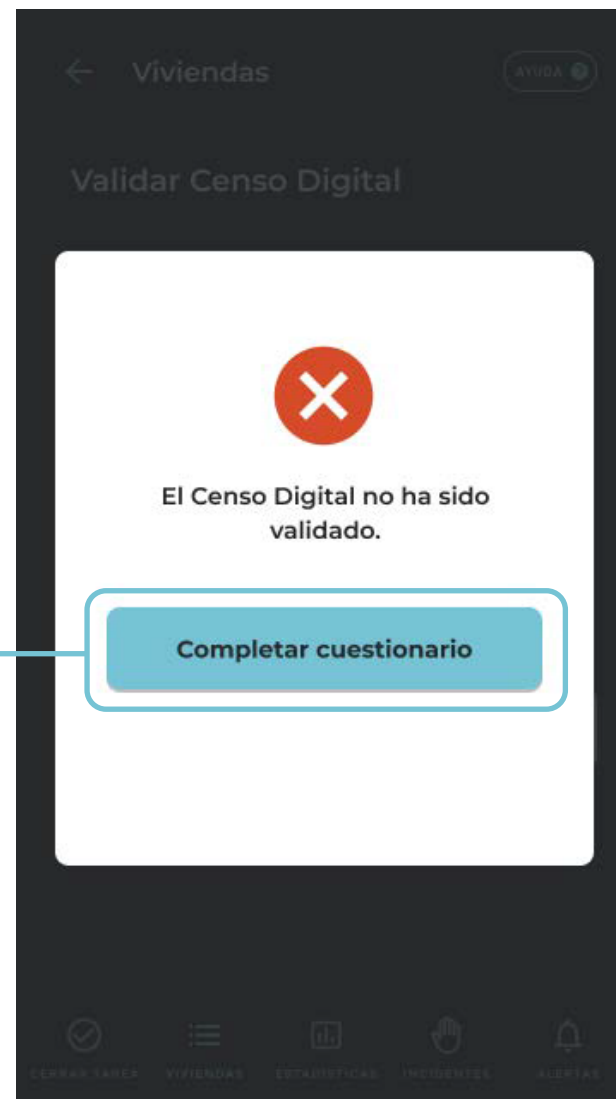 Viviendas
AYUDA
Validar Censo Digital
El Censo Digital no ha sido
validado.
Completar cuestionario
CERRAR TAREA VIVIENDAS ESTADÍSTICAS INCIDENTES ALERTAS